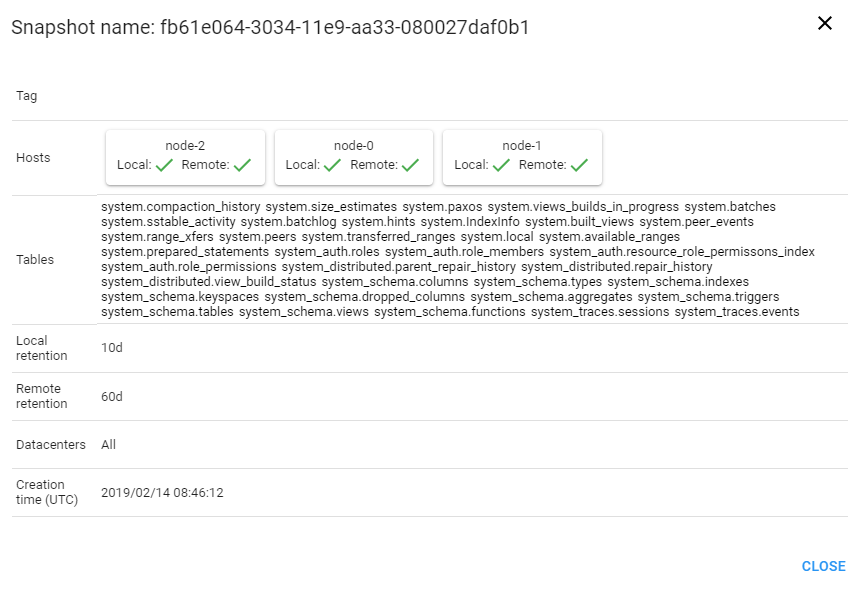 Snapshot name: fb61e064-3034-11e9-aa33-080027daf0b1
Tag
Hosts
node-2
Local: Remote:
node-0
Local: Remote:
node-1
Local: Remote:
Tables
system.compaction_history system.size_estimates system.paxos system.views_builds_in_progress system.batches
system.sstable_activity system.batchlog system.hints system.IndexInfo system.built_views system.peer_events
system.range_xfers system.peers system.transferred_ranges system.local system.available_ranges
system.prepared_statements system_auth.roles system_auth.role_members system_auth.resource_role_permissons_index
system_auth.role_permissions system_distributed.parent_repair_history system_distributed.repair_history
system_distributed.view_build_status system_schema.columns system_schema.types system_schema.indexes
system_schema.keyspaces system_schema.dropped_columns system_schema.aggregates system_schema.triggers
system_schema.tables system_schema.views system_schema.functions system_traces.sessions system_traces.events
Local
retention
10d
Remote
retention
60d
Datacenters
All
Creation
time (UTC)
2019/02/14 08:46:12
CLOSE